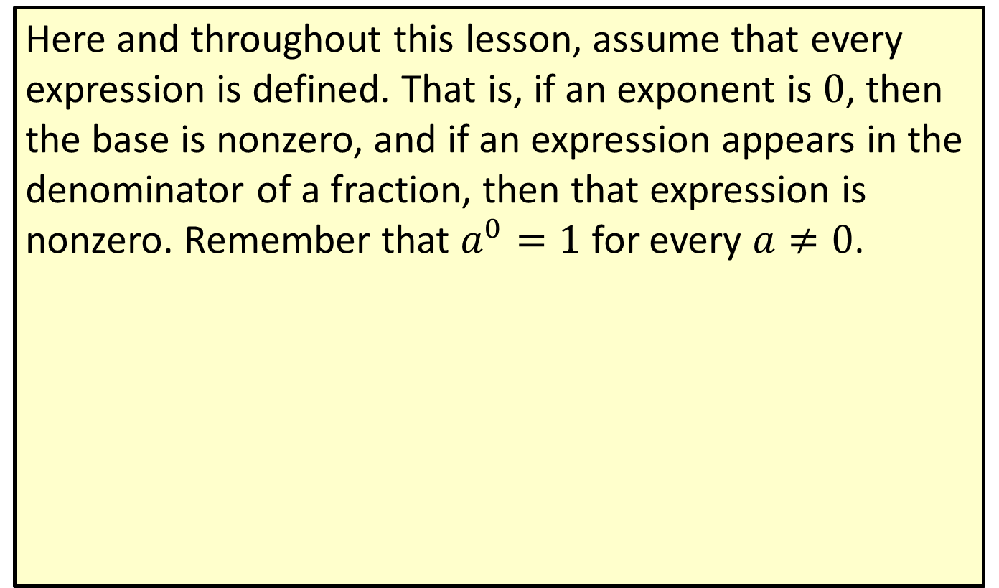 Here and throughout this lesson, assume that every
expression is defined. That is, if an exponent is 0, then
the base is nonzero, and if an expression appears in the
denominator of a fraction, then that expression is
nonzero. Remember that 𝑎⁰ = 1 for every 𝑎 ≠ 0.